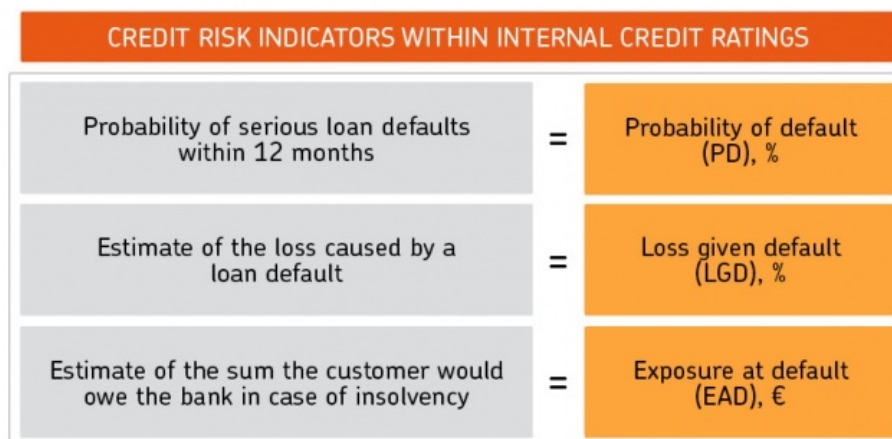 CREDIT RISK INDICATORS WITHIN INTERNAL CREDIT RATINGS
Probability of serious loan defaults
within 12 months
=
Probability of default
(PD), %
Estimate of the loss caused by a
loan default
=
Loss given default
(LGD), %
Estimate of the sum the customer would
owe the bank in case of insolvency
=
Exposure at default
(EAD), €